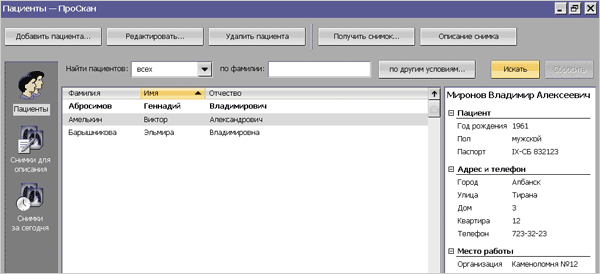 Пациенты — ПроСкан
Добавить пациента... Редактировать... Удалить пациента Получить снимок... Описание снимка
Найти пациентов: всех по фамилии: по другим условиям... Искать Сбросить
Пациенты
Снимки для
описания
Снимки
за сегодня
Фамилия Имя Отчество
Абросимов Геннадий Владимирович
Амелькин Виктор Александрович
Барышникова Эльмира Владимировна
Миронов Владимир Алексеевич
Пациент
Год рождения 1961
Пол мужской
Паспорт IX-СБ 832123
Адрес и телефон
Город Албанск
Улица Тирана
Дом 3
Квартира 12
Телефон 723-32-23
Место работы
Организация Каменоломня №12